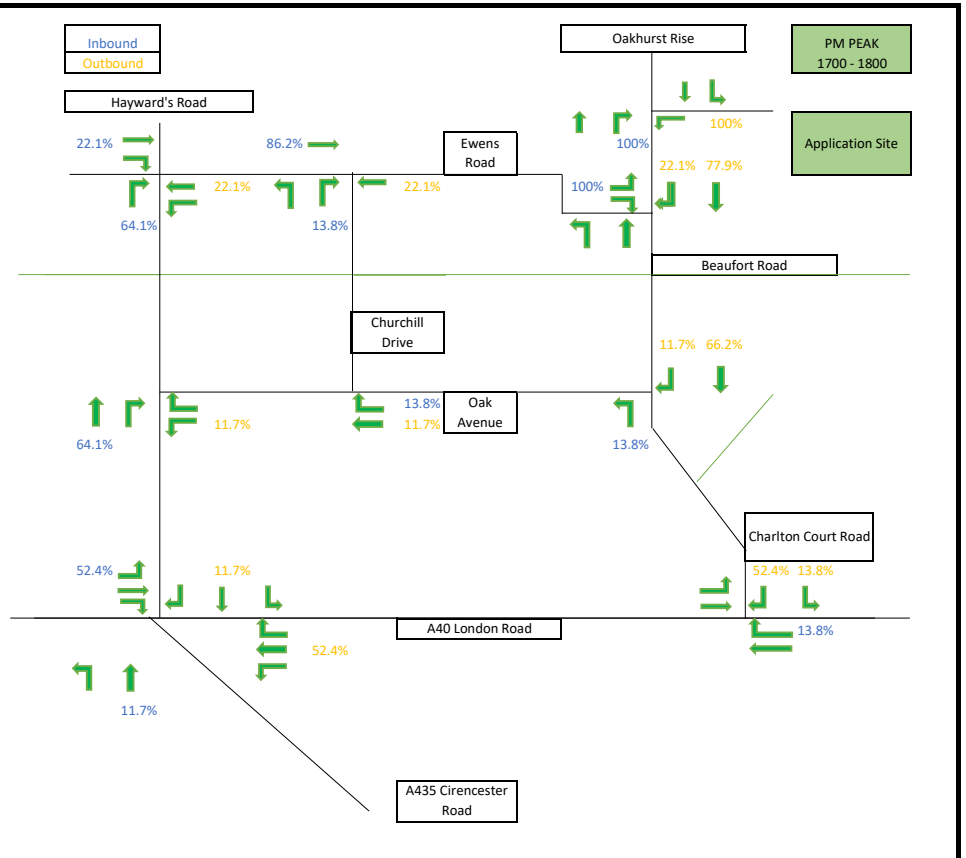 Inbound
Outbound
Oakhurst Rise
PM PEAK
1700 - 1800
Hayward's Road
100%
22.1%
86.2%
Ewens
Road
100%
Application Site
22.1% 77.9%
22.1%
22.1%
100%
64.1%
13.8%
Beaufort Road
Churchill
Drive
11.7% 66.2%
13.8%
Oak
Avenue
11.7%
11.7%
64.1%
13.8%
Charlton Court Road
52.4%
11.7%
52.4% 13.8%
A40 London Road
13.8%
52.4%
11.7%
A435 Cirencester
Road